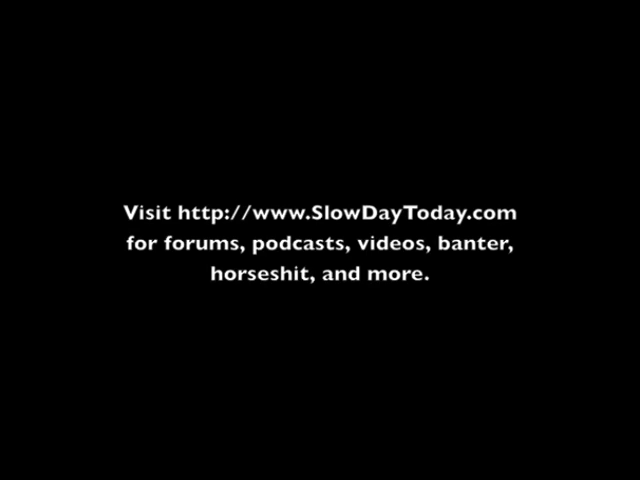 Visit http://www.SlowDayToday.com
for forums, podcasts, videos, banter,
horseshit, and more.